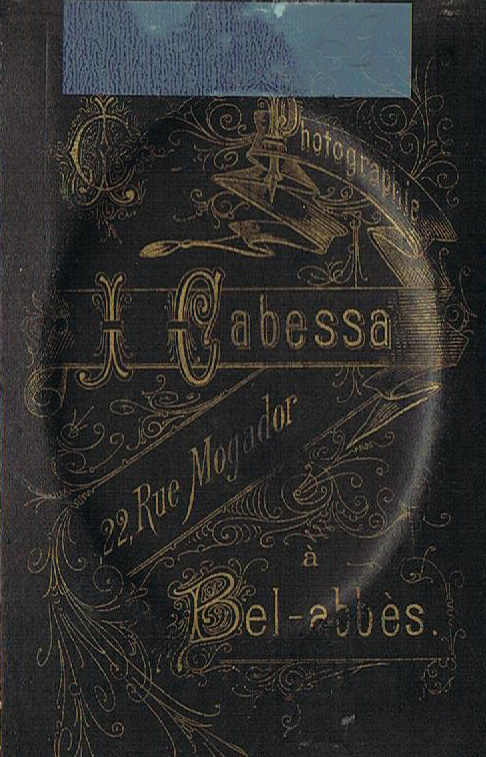 Photographie
I Cabessa
22, Rue Mogador
à
Bel-abbès.